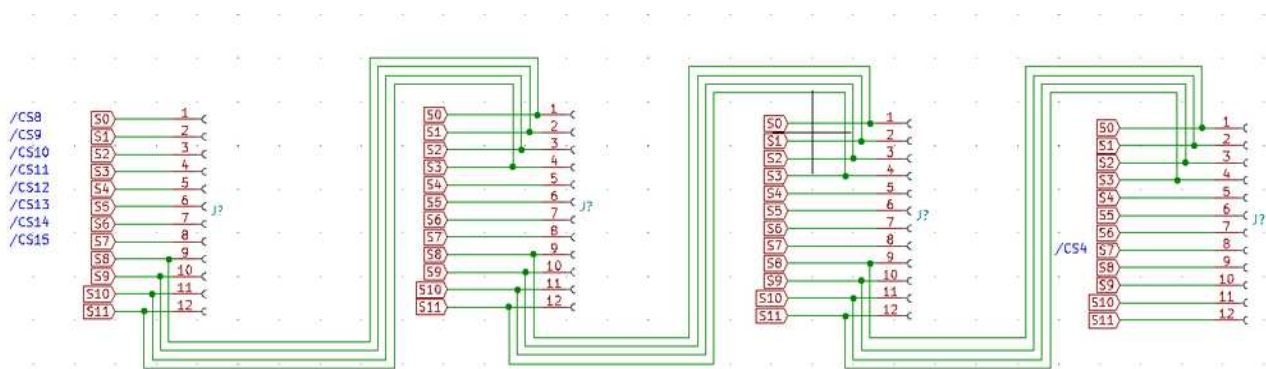 /CS8 S0 1
/CS9 S1 2
/CS10 S2 3
/CS11 S3 4
/CS12 S4 5
/CS13 S5 6
J?
/CS14 S6 7
/CS15 S7 8
S8 9
S9 10
S10 11
S11 12
S0 1
S1 2
S2 3
S3 4
S4 5
S5 6
J?
S6 7
S7 8
S8 9
S9 10
S10 11
S11 12
S0 1
S1 2
S2 3
S3 4
S4 5
S5 6
J?
S6 7
S7 8
S8 9
S9 10
S10 11
S11 12
S0 1
S1 2
S2 3
S3 4
S4 5
S5 6
J?
S6 7
/CS4 S7 8
S8 9
S9 10
S10 11
S11 12